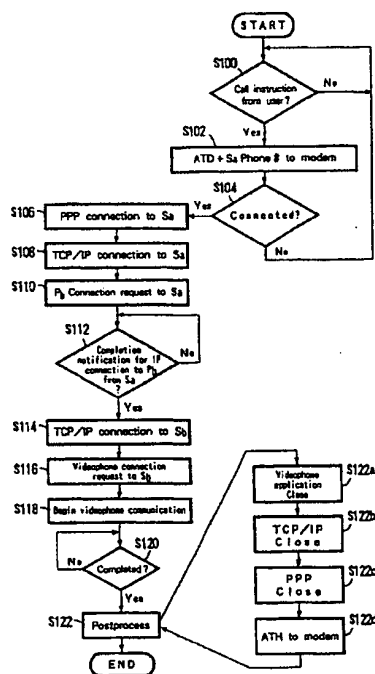 START
S100
Call instruction
from user?
No
Yes
S102
ATD + Sa Phone # to modem
S104
Connected?
Yes
No
S106
PPP connection to Sa
S108
TCP/IP connection to Sa
S110
Pb Connection request to Sa
S112
Completion
notification for IP
connection to Pb
from Sa
?
No
Yes
S114
TCP/IP connection to Sb
S116
Videophone connection
request to Sb
S118
Begin videophone communication
S120
Completed?
No
Yes
S122
Postprocess
END
S122a
Videophone
application
Close
S122b
TCP/IP
Close
S122c
PPP
Close
S122d
ATH to modem